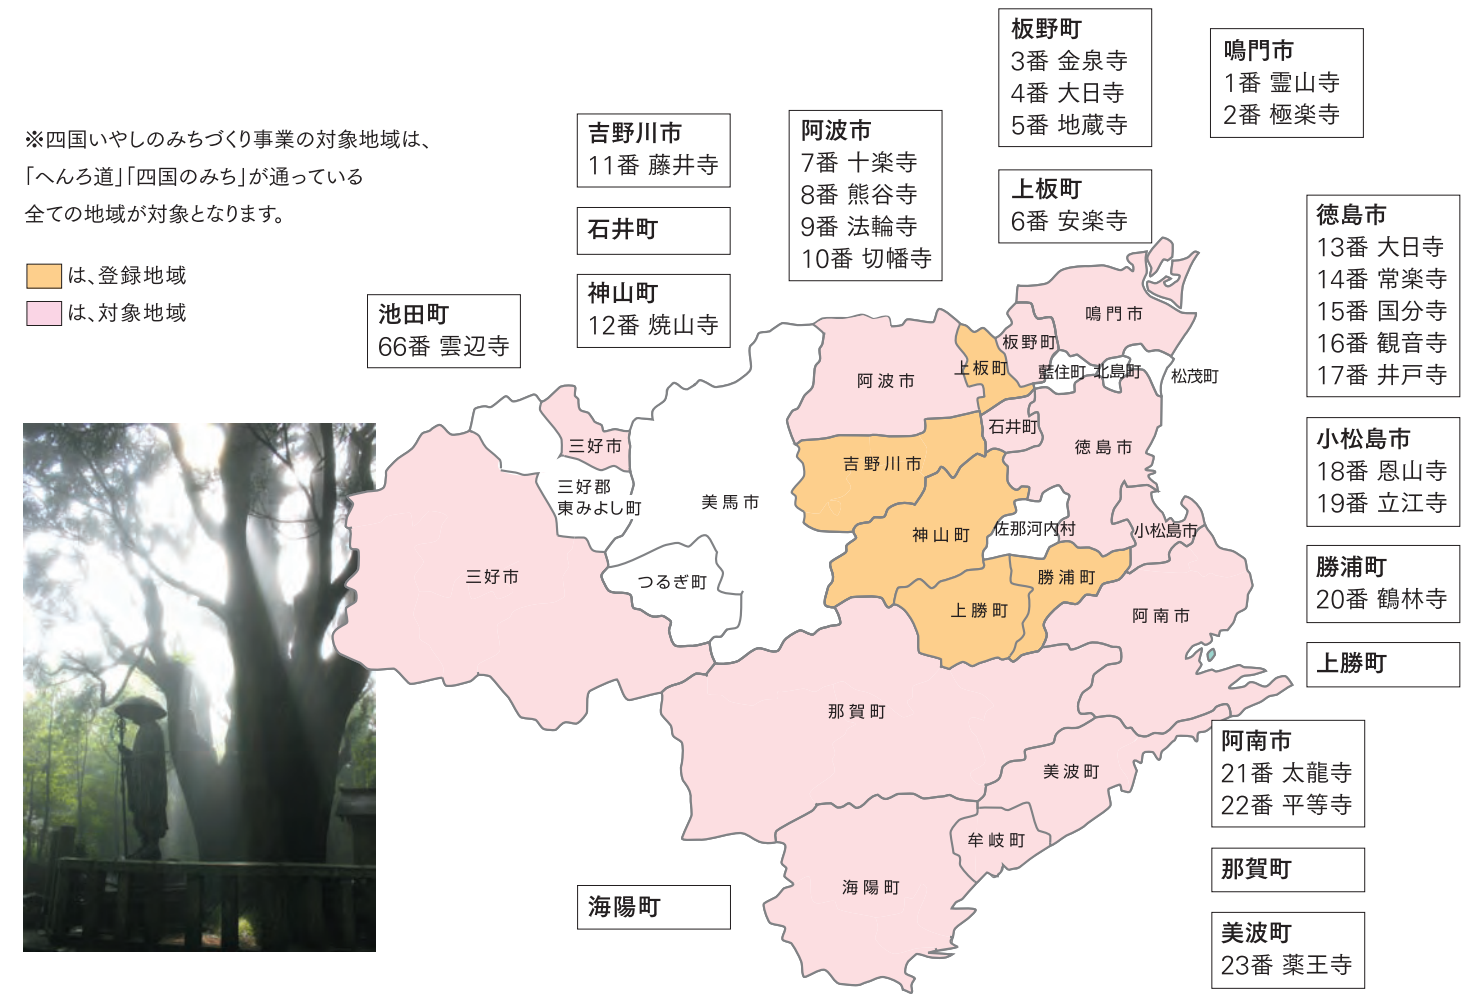 ※四国いやしのみちづくり事業の対象地域は、
「へんろ道」「四国のみち」が通っている
全ての地域が対象となります。
は、登録地域
は、対象地域
池田町
66番 雲辺寺
吉野川市
11番 藤井寺
石井町
神山町
12番 焼山寺
阿波市
7番 十楽寺
8番 熊谷寺
9番 法輪寺
10番 切幡寺
板野町
3番 金泉寺
4番 大日寺
5番 地蔵寺
上板町
6番 安楽寺
鳴門市
1番 霊山寺
2番 極楽寺
徳島市
13番 大日寺
14番 常楽寺
15番 国分寺
16番 観音寺
17番 井戸寺
小松島市
18番 恩山寺
19番 立江寺
勝浦町
20番 鶴林寺
上勝町
阿南市
21番 太龍寺
22番 平等寺
那賀町
美波町
23番 薬王寺
海陽町
鳴門市
板野町
上板町
藍住町
北島町
松茂町
阿波市
石井町
徳島市
三好市
吉野川市
三好郡
東みよし町
美馬市
神山町
佐那河内村
小松島市
三好市
つるぎ町
勝浦町
上勝町
阿南市
那賀町
美波町
牟岐町
海陽町